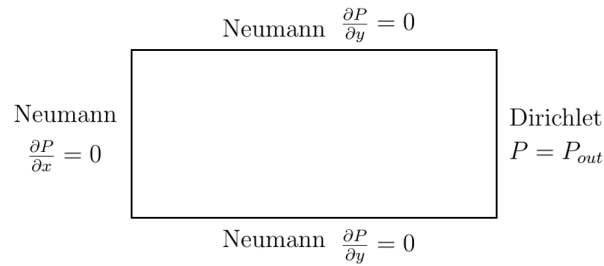 Neumann ∂P/∂y = 0
Neumann
∂P/∂x = 0
Dirichlet
P = P_out
Neumann ∂P/∂y = 0